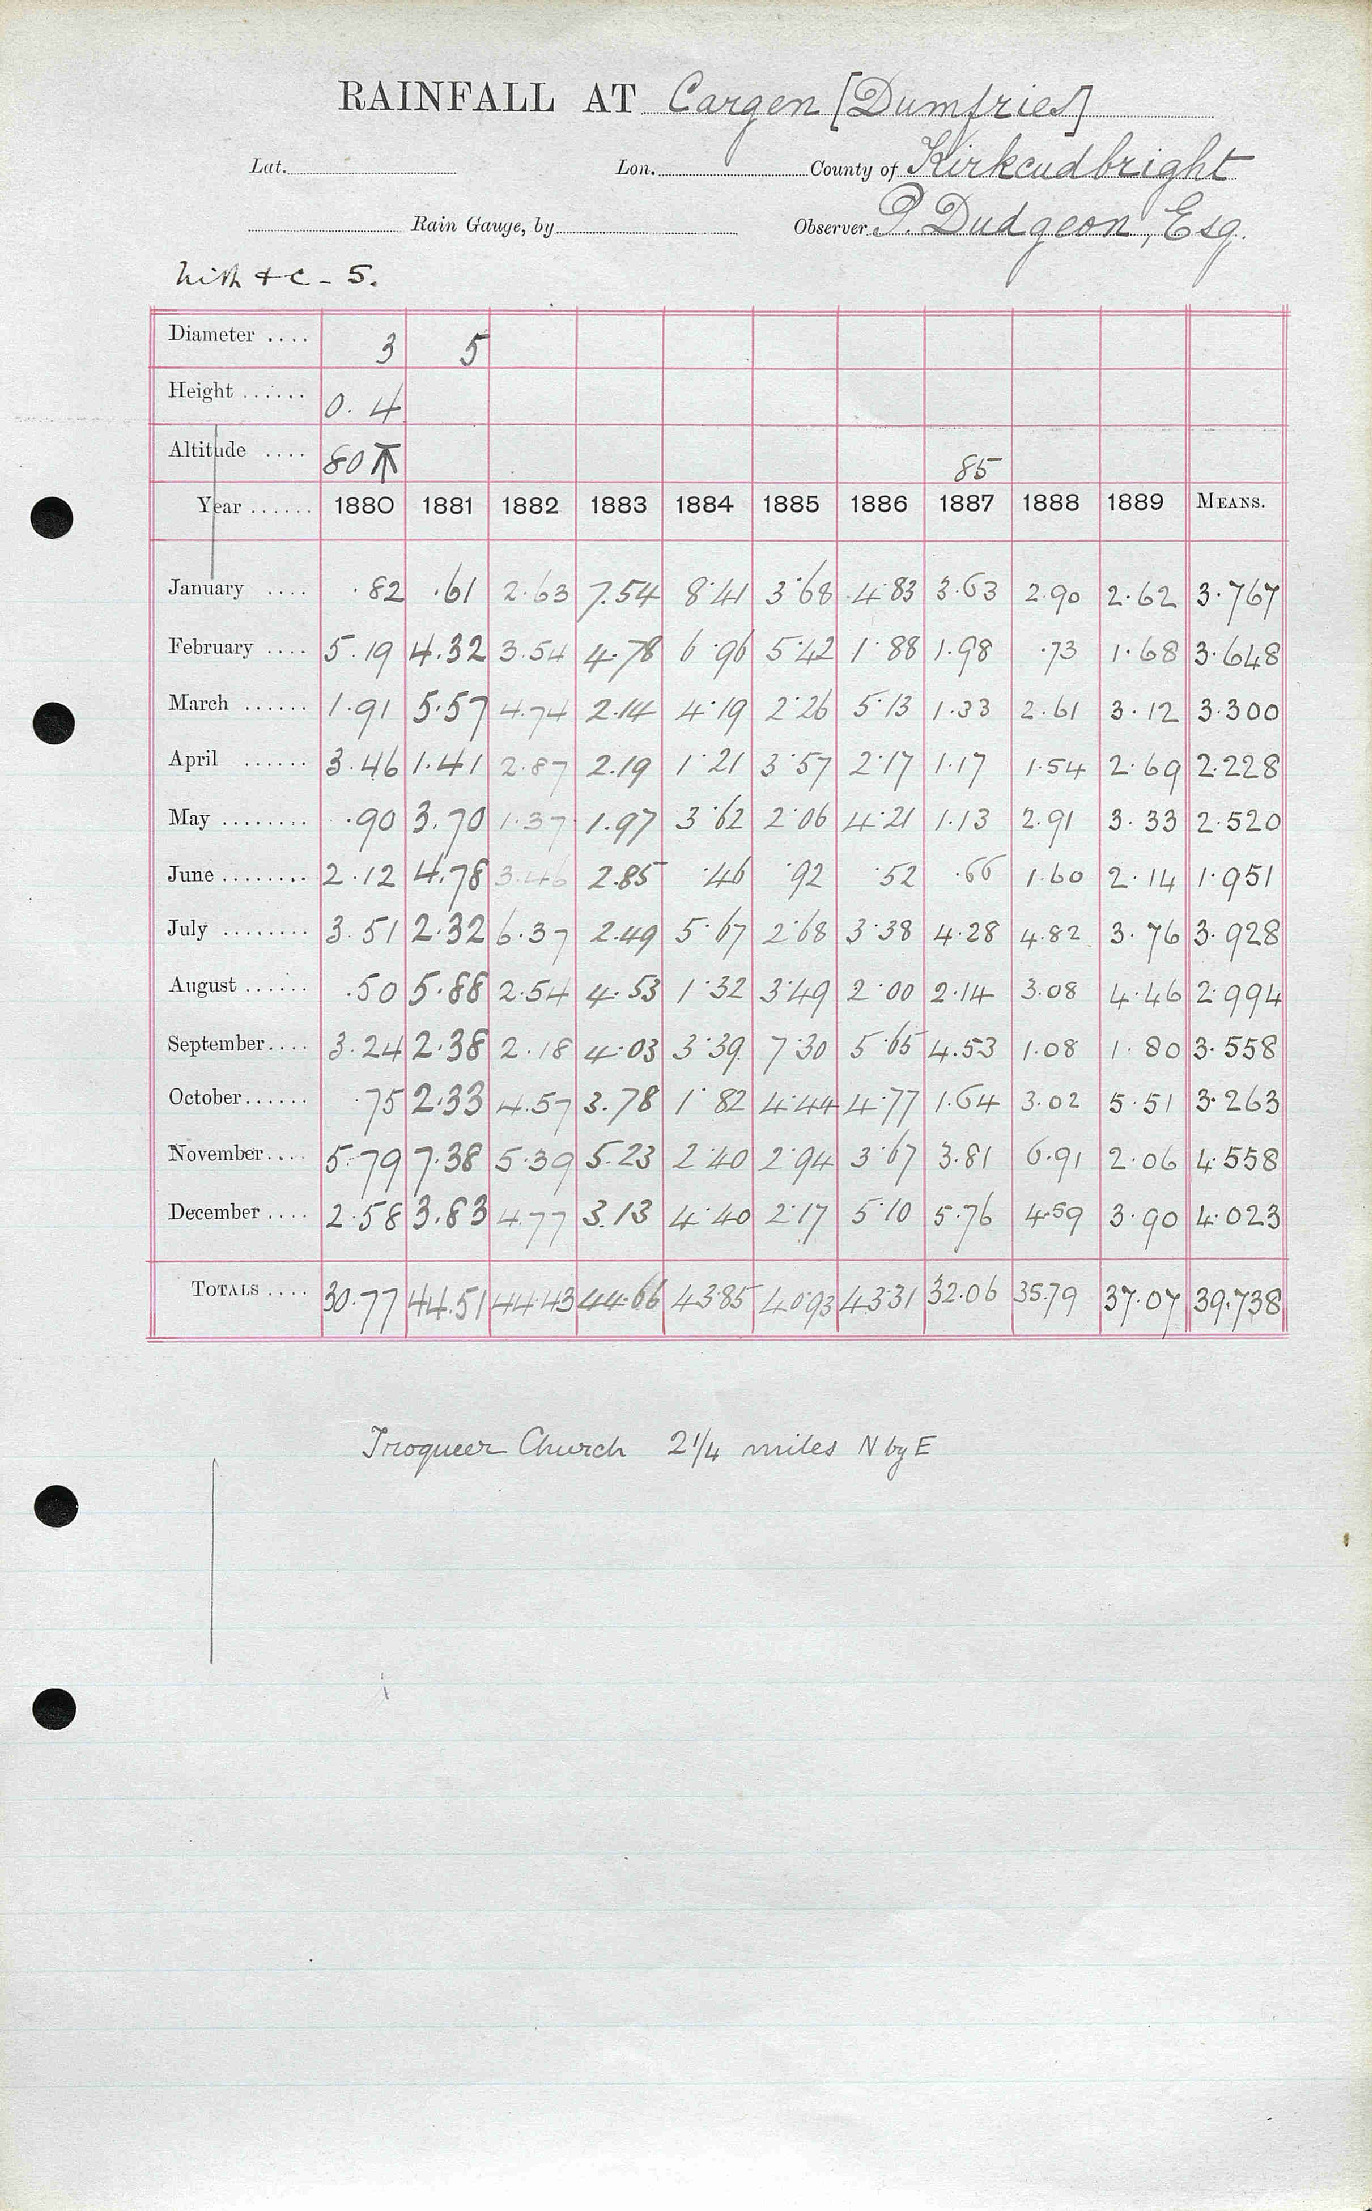 RAINFALL AT Cargen [Dumfries]
Lat. Lon. County of Kirkcudbright
Rain Gauge, by Observer P. Dudgeon, Esq.
Nith + C - 5.
Diameter .... 3 5
Height ...... 0.4
Altitude .... 80 85
Year ...... 1880 1881 1882 1883 1884 1885 1886 1887 1888 1889 MEANS.
January .... .82 .61 2.63 7.54 8.41 3.68 4.83 3.63 2.90 2.62 3.767
February .... 5.19 4.32 3.54 4.78 6.96 5.42 1.88 1.98 .73 1.68 3.648
March ...... 1.91 5.57 4.74 2.14 4.19 2.26 5.13 1.33 2.61 3.12 3.300
April ...... 3.46 1.41 2.87 2.19 1.21 3.57 2.17 1.17 1.54 2.69 2.228
May ........ .90 3.70 1.37 1.97 3.62 2.06 4.21 1.13 2.91 3.33 2.520
June ........ 2.12 4.78 3.46 2.85 .46 .92 .52 .66 1.60 2.14 1.951
July ........ 3.51 2.32 6.37 2.49 5.67 2.68 3.38 4.28 4.82 3.76 3.928
August ...... .50 5.88 2.54 4.53 1.32 3.49 2.00 2.14 3.08 4.46 2.994
September .... 3.24 2.38 2.18 4.03 3.39 7.30 5.65 4.53 1.08 1.80 3.558
October ...... .75 2.33 4.57 3.78 1.82 4.44 4.77 1.64 3.02 5.51 3.263
November .... 5.79 7.38 5.39 5.23 2.40 2.94 3.67 3.81 6.91 2.06 4.558
December .... 2.58 3.83 4.77 3.13 4.40 2.17 5.10 5.76 4.59 3.90 4.023
TOTALS .... 30.77 44.51 44.43 44.66 43.85 40.93 43.31 32.06 35.79 37.07 39.738
Troqueer Church 2 1/4 miles N by E